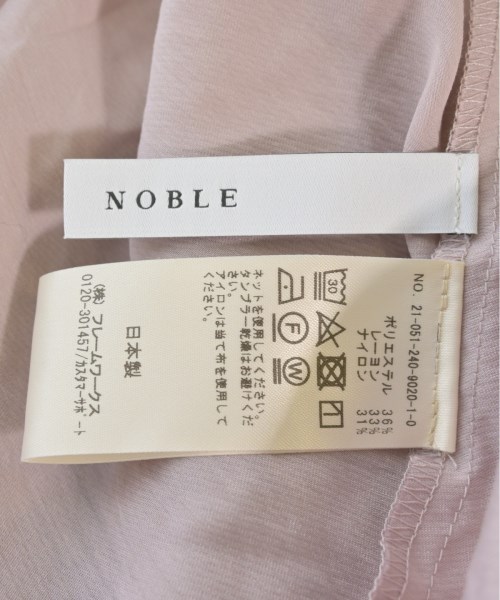 NOBLE
NO. 21-051-240-9020-1-0
ポリエステル 36%
レーヨン 33%
ナイロン 31%
30
F
W
ネットを使用してください。
タンブラー乾燥はお避けくだ
さい。
アイロンは当て布を使用して
ください。
日本製
(株) フレームワークス
0120-301457/カスタマーサポート